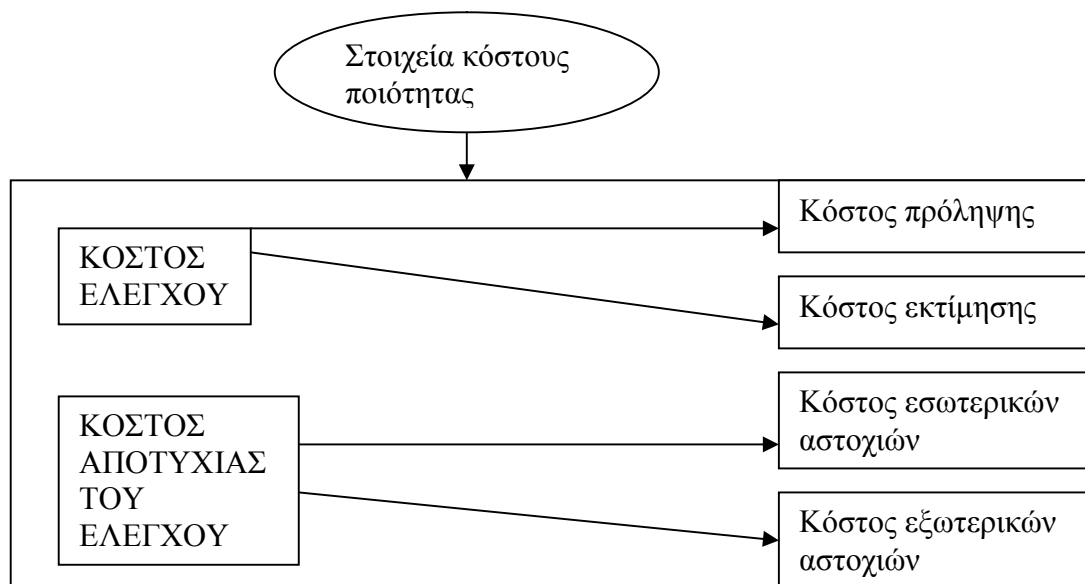 Στοιχεία κόστους
ποιότητας
Κόστος πρόληψης
ΚΟΣΤΟΣ
ΕΛΕΓΧΟΥ
Κόστος εκτίμησης
ΚΟΣΤΟΣ
ΑΠΟΤΥΧΙΑΣ
ΤΟΥ
ΕΛΕΓΧΟΥ
Κόστος εσωτερικών
αστοχιών
Κόστος εξωτερικών
αστοχιών